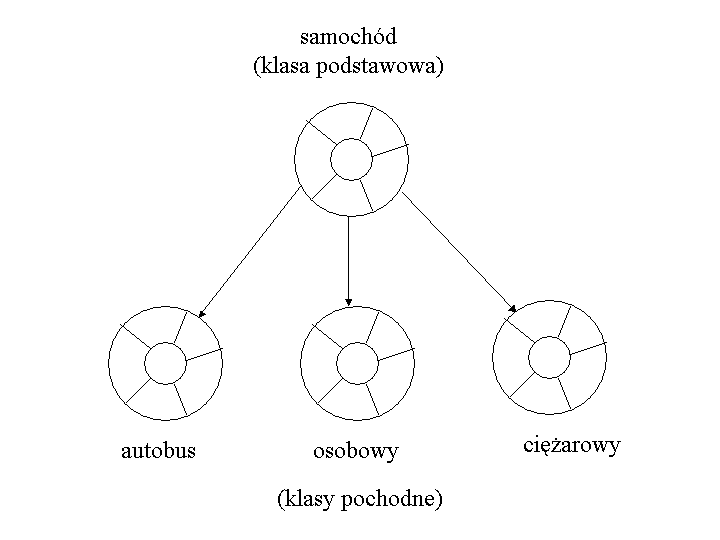 samochód
(klasa podstawowa)
autobus
osobowy
ciężarowy
(klasy pochodne)